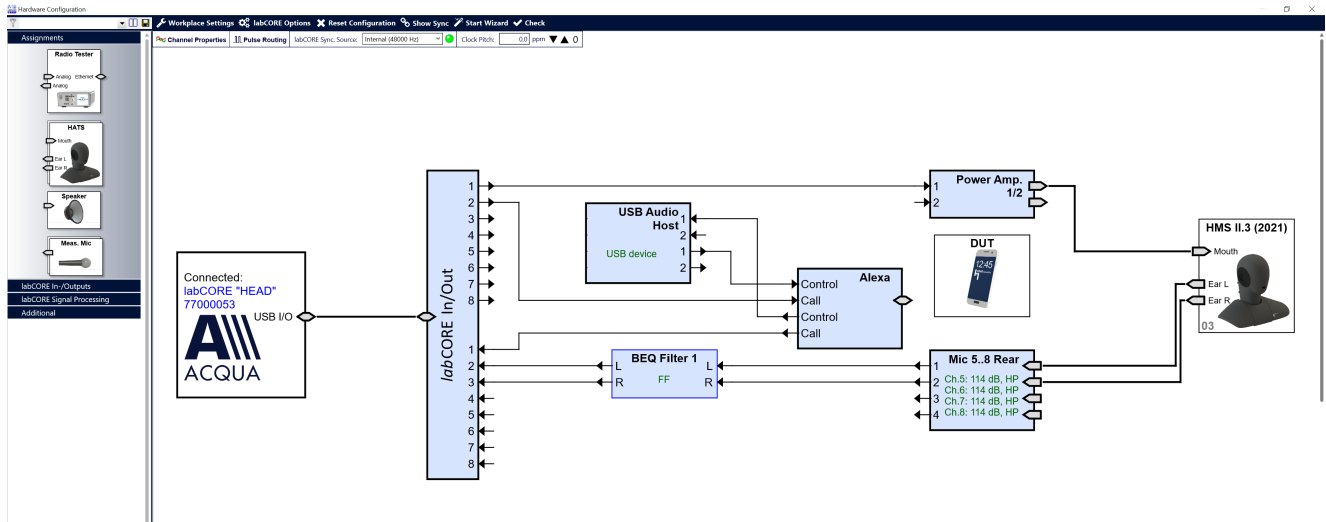 Hardware Configuration
Workplace Settings labCORE Options Reset Configuration Show Sync Start Wizard Check
Channel Properties Pulse Routing labCORE Sync. Source: Internal (48000 Hz) Clock Pitch: 0,0 ppm 0
Assignments
Radio Tester
Analog Ethernet
Analog
HATS
Mouth
Ear L
Ear R
Speaker
Meas. Mic
labCORE In-/Outputs
labCORE Signal Processing
Additional
Connected:
labCORE "HEAD"
77000053
USB I/O
ACQUA
labCORE In/Out
1
2
3
4
5
6
7
8
1
2
3
4
5
6
7
8
USB Audio
Host
1
2
USB device
1
2
Alexa
Control
Call
Control
Call
BEQ Filter 1
L FF L
R R
Power Amp.
1/2
1
2
DUT
12:45
Mic 5..8 Rear
1
2 Ch.5: 114 dB, HP
Ch.6: 114 dB, HP
3 Ch.7: 114 dB, HP
4 Ch.8: 114 dB, HP
HMS II.3 (2021)
Mouth
Ear L
Ear R
03